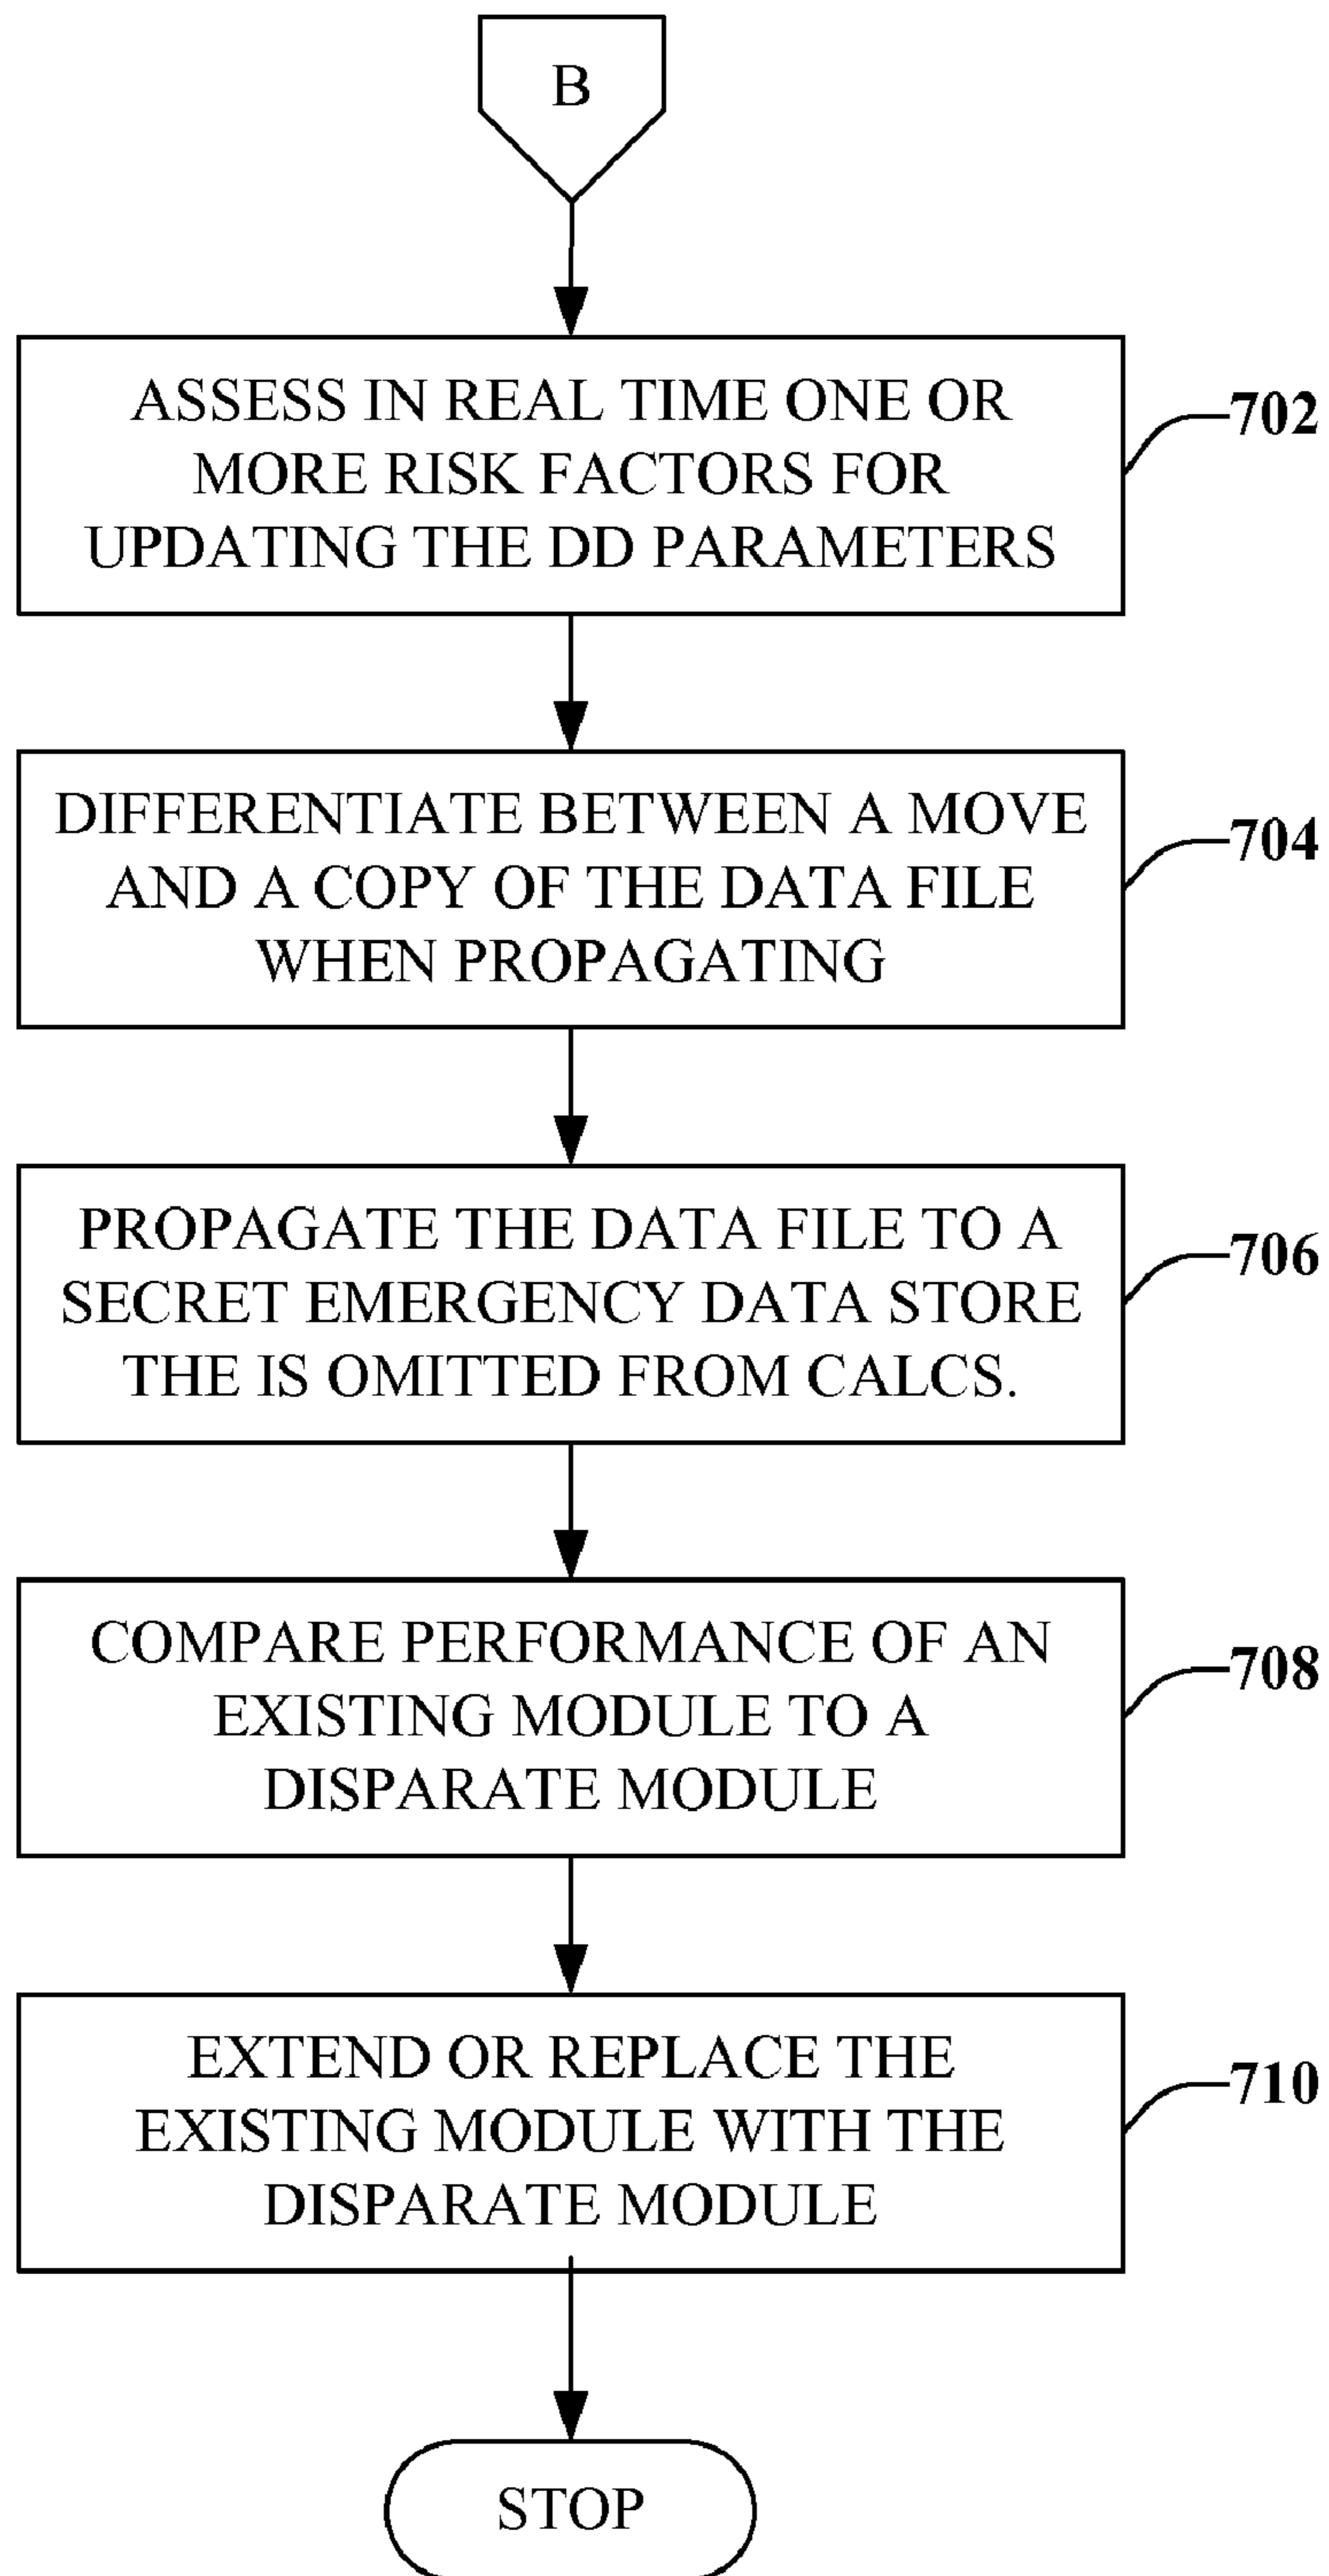 B
ASSESS IN REAL TIME ONE OR
MORE RISK FACTORS FOR
UPDATING THE DD PARAMETERS
702
DIFFERENTIATE BETWEEN A MOVE
AND A COPY OF THE DATA FILE
WHEN PROPAGATING
704
PROPAGATE THE DATA FILE TO A
SECRET EMERGENCY DATA STORE
THE IS OMITTED FROM CALCS.
706
COMPARE PERFORMANCE OF AN
EXISTING MODULE TO A
DISPARATE MODULE
708
EXTEND OR REPLACE THE
EXISTING MODULE WITH THE
DISPARATE MODULE
710
STOP